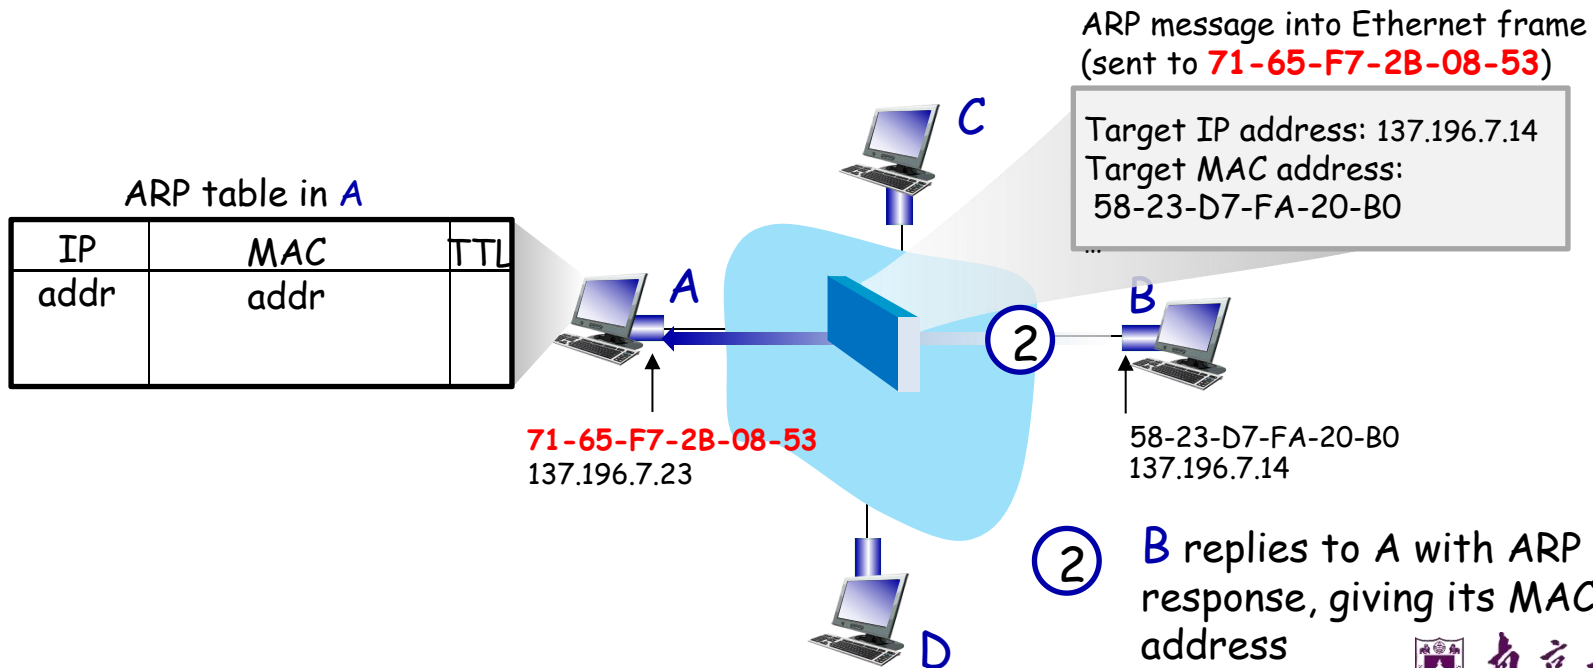 ARP message into Ethernet frame
(sent to 71-65-F7-2B-08-53)
Target IP address: 137.196.7.14
Target MAC address:
58-23-D7-FA-20-B0
...
C
ARP table in A
IP MAC TTL
addr addr
A
B
2
71-65-F7-2B-08-53
137.196.7.23
58-23-D7-FA-20-B0
137.196.7.14
2 B replies to A with ARP
response, giving its MAC
address
D
南京